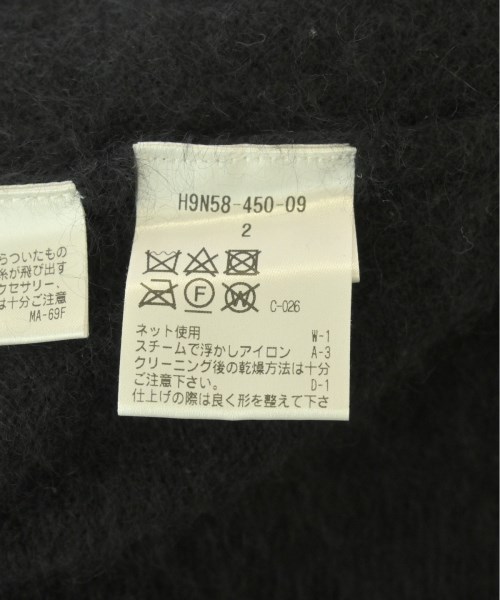 H9N58-450-09
2
F W C-026
ネット使用 W-1
スチームで浮かしアイロン A-3
クリーニング後の乾燥方法は十分
ご注意下さい。 D-1
仕上げの際は良く形を整えて下さ
らついたもの
糸が飛び出す
クセサリー、
は十分ご注意
MA-69F